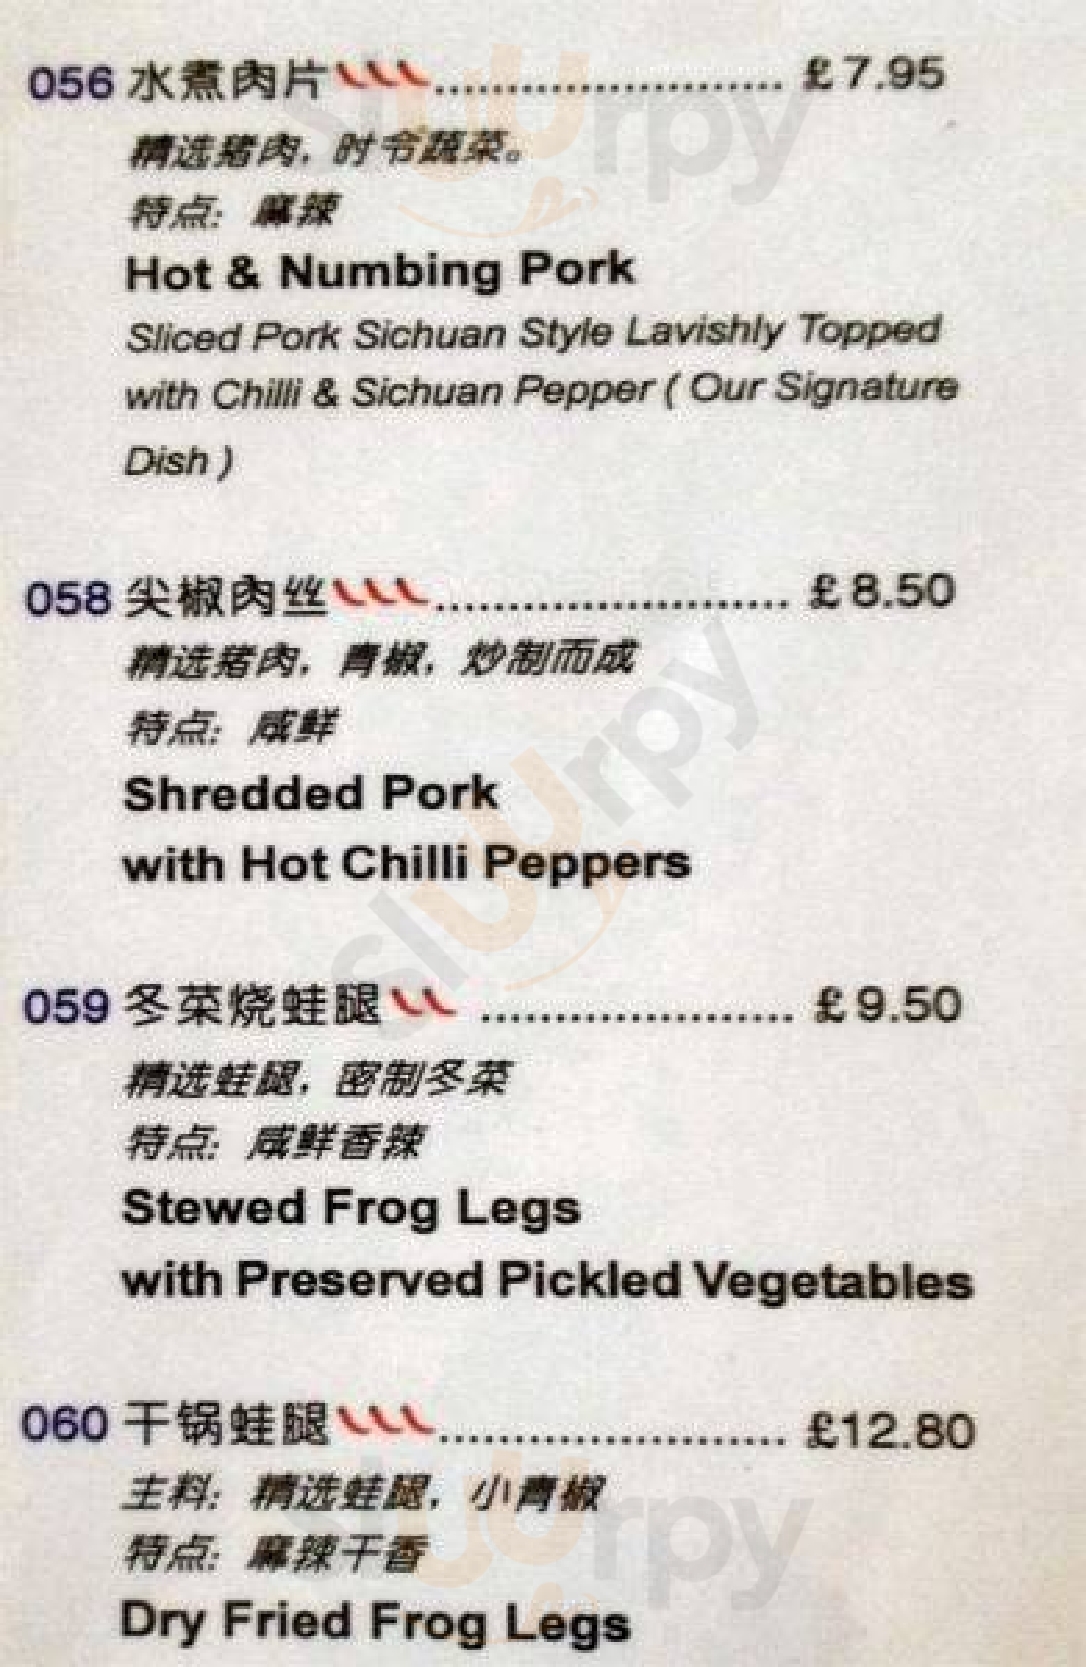 056 水煮肉片........................ £7.95
精选猪肉，时令蔬菜。
特点：麻辣
Hot & Numbing Pork
Sliced Pork Sichuan Style Lavishly Topped
with Chilli & Sichuan Pepper ( Our Signature
Dish )
058 尖椒肉丝........................ £8.50
精选猪肉，青椒，炒制而成
特点：咸鲜
Shredded Pork
with Hot Chilli Peppers
059 冬菜烧蛙腿 ..................... £9.50
精选蛙腿，密制冬菜
特点：咸鲜香辣
Stewed Frog Legs
with Preserved Pickled Vegetables
060 干锅蛙腿........................ £12.80
主料：精选蛙腿，小青椒
特点：麻辣干香
Dry Fried Frog Legs
slurpy
slurpy
slurpy